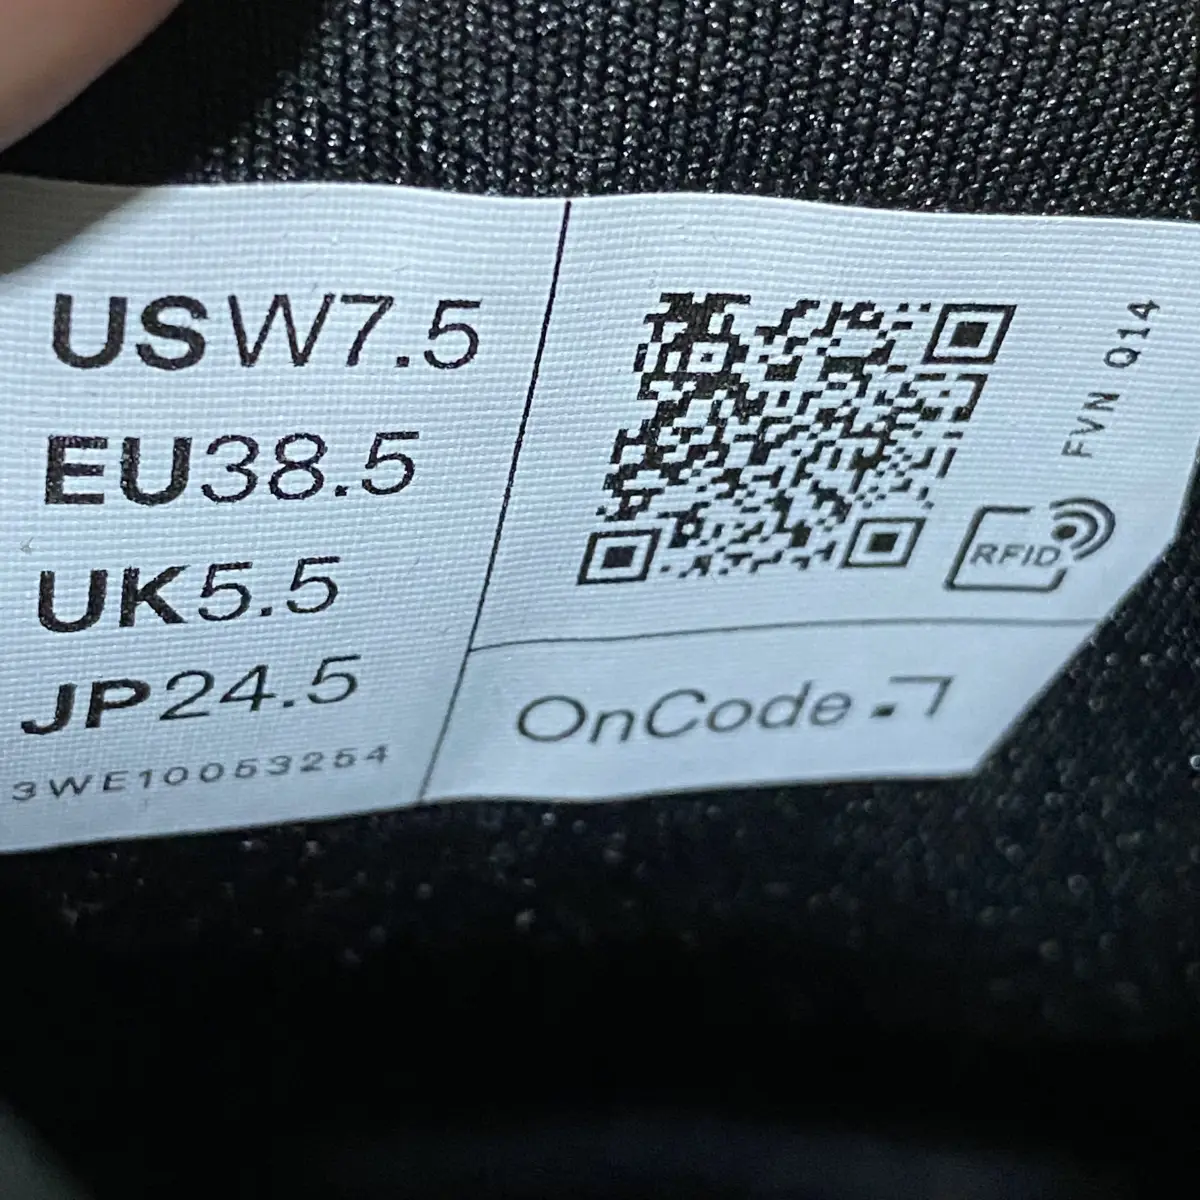 USW7.5
EU38.5
UK5.5
JP24.5
3WE10053254
FVN Q14
RFID
OnCode